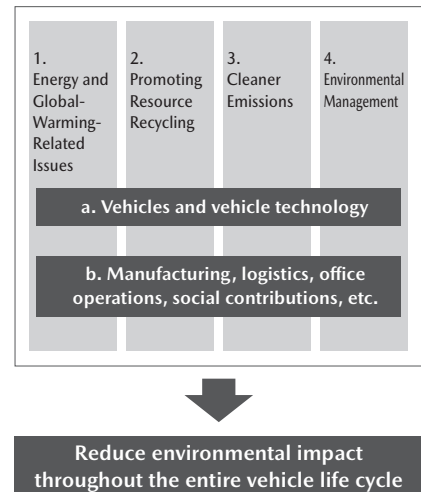 1.
Energy and
Global-
Warming-
Related
Issues
2.
Promoting
Resource
Recycling
3.
Cleaner
Emissions
4.
Environmental
Management
a. Vehicles and vehicle technology
b. Manufacturing, logistics, office
operations, social contributions, etc.
Reduce environmental impact
throughout the entire vehicle life cycle